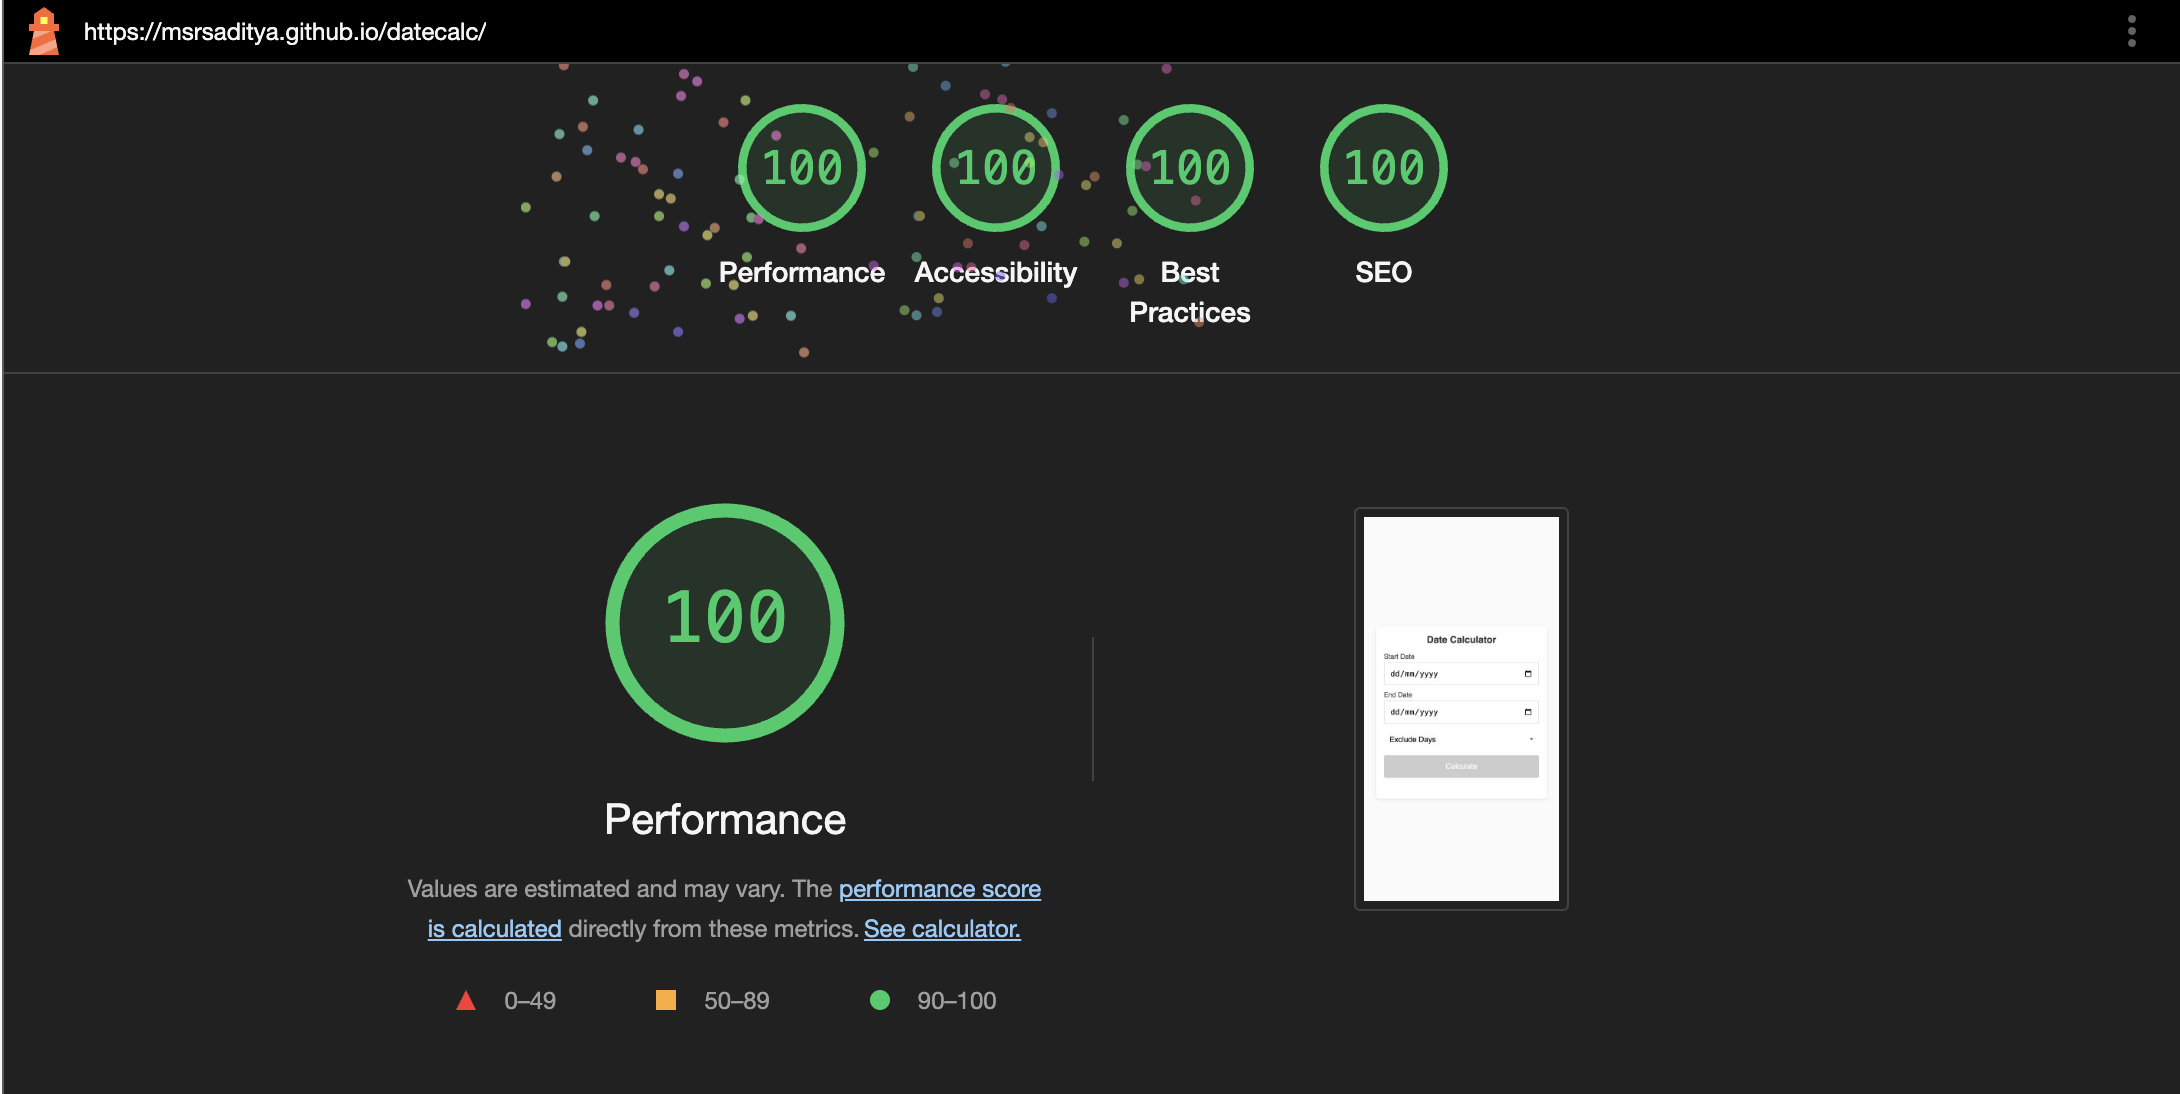 https://msrsaditya.github.io/datecalc/
100
100
100
100
Performance
Accessibility
Best
Practices
SEO
100
Performance
Values are estimated and may vary. The performance score
is calculated directly from these metrics. See calculator.
0–49
50–89
90–100
Date Calculator
Start Date
dd/mm/yyyy
End Date
dd/mm/yyyy
Exclude Days
Calculate